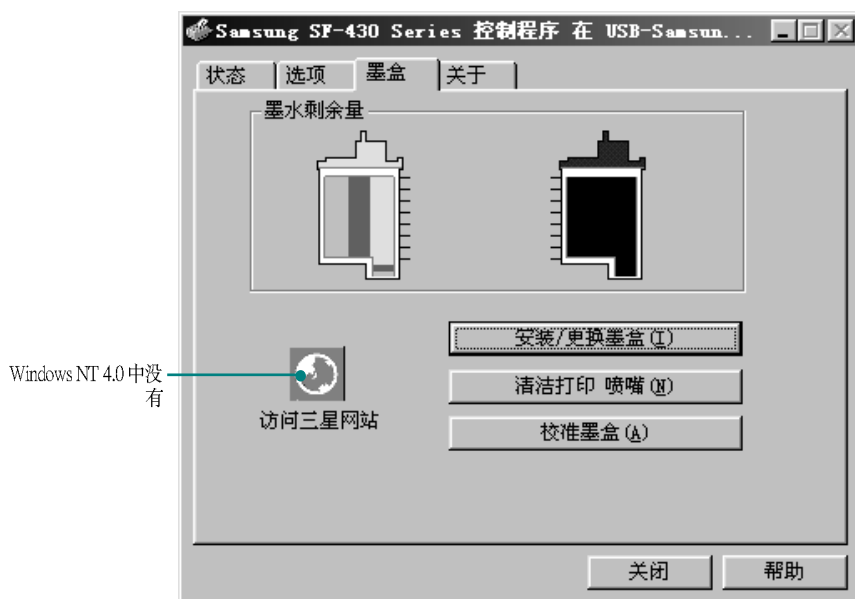 Samsung SF-430 Series 控制程序 在 USB-Samsun...
状态 选项 墨盒 关于
墨水剩余量
安装/更换墨盒(I)
Windows NT 4.0 中没
有
清洁打印 喷嘴(N)
访问三星网站
校准墨盒(A)
关闭 帮助